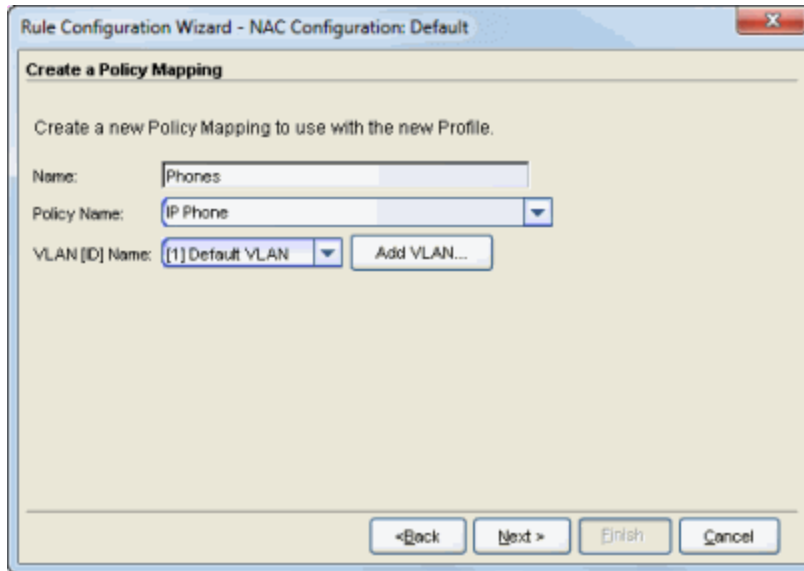 Rule Configuration Wizard - NAC Configuration: Default
Create a Policy Mapping
Create a new Policy Mapping to use with the new Profile.
Name: Phones
Policy Name: IP Phone
VLAN [ID] Name: [1] Default VLAN Add VLAN...
<Back Next > Finish Cancel